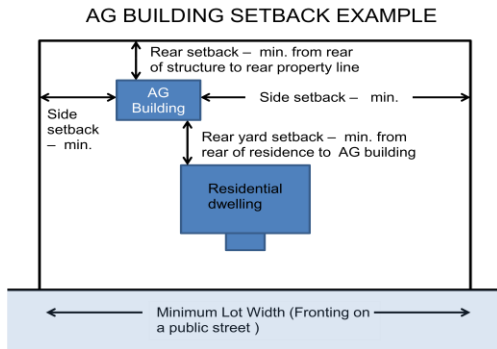 AG BUILDING SETBACK EXAMPLE
Rear setback – min. from rear
of structure to rear property line
AG
Building
Side setback – min.
Side
setback
– min.
Rear yard setback – min. from
rear of residence to AG building
Residential
dwelling
Minimum Lot Width (Fronting on
a public street )